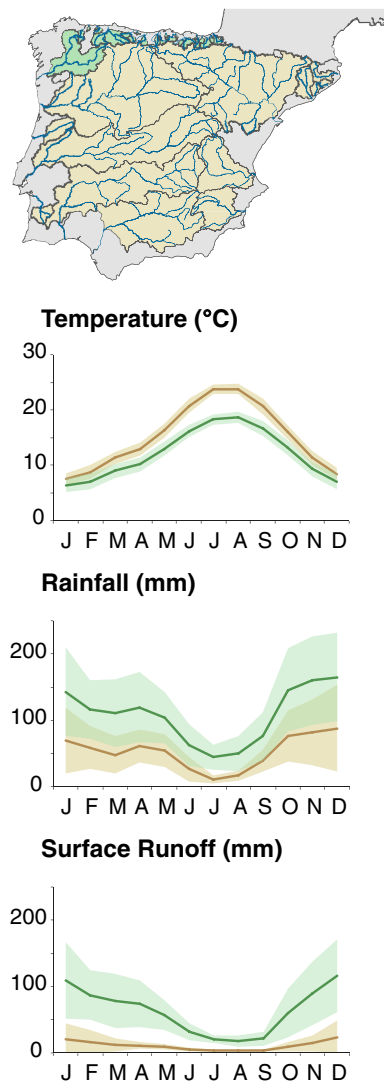 Temperature (°C)
30
20
10
0
J F M A M J J A S O N D
Rainfall (mm)
200
100
0
J F M A M J J A S O N D
Surface Runoff (mm)
200
100
0
J F M A M J J A S O N D